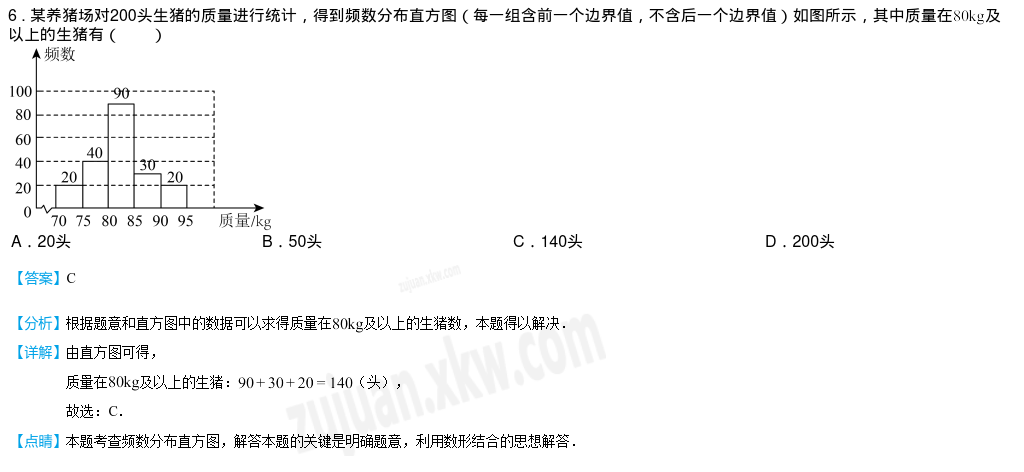 6．某养猪场对200头生猪的质量进行统计，得到频数分布直方图（每一组含前一个边界值，不含后一个边界值）如图所示，其中质量在80kg及
以上的生猪有（　　）
频数
100
90
80
60
40
40
30
20
20
20
0
70 75 80 85 90 95 质量/kg
A．20头 B．50头 C．140头 D．200头
【答案】C
zujuan.xkw.com
【分析】根据题意和直方图中的数据可以求得质量在80kg及以上的生猪数，本题得以解决．
【详解】由直方图可得，
质量在80kg及以上的生猪：90+30+20=140（头），
故选：C．
zujuan.xkw.com
【点睛】本题考查频数分布直方图，解答本题的关键是明确题意，利用数形结合的思想解答．